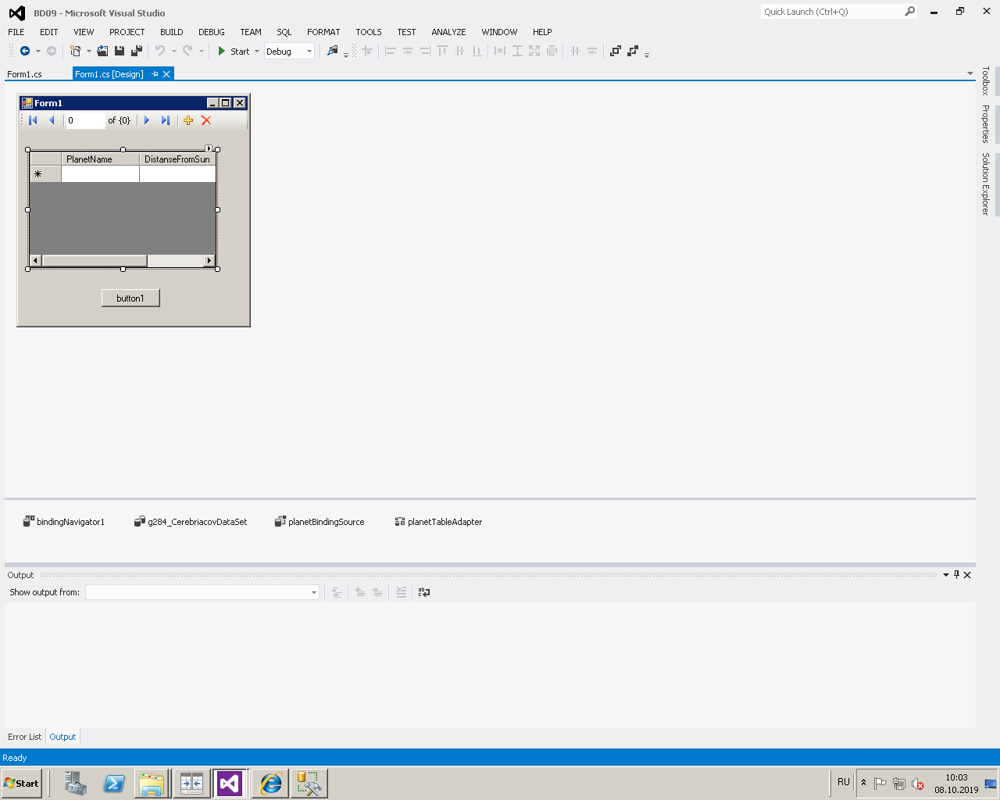 BD09 - Microsoft Visual Studio
Quick Launch (Ctrl+Q)
FILE EDIT VIEW PROJECT BUILD DEBUG TEAM SQL FORMAT TOOLS TEST ANALYZE WINDOW HELP
Start Debug
Form1.cs Form1.cs [Design]
Toolbox
Properties
Solution Explorer
Form1
0 of {0}
PlanetName DistanseFromSun
button1
bindingNavigator1 g284_CerebriacovDataSet planetBindingSource planetTableAdapter
Output
Show output from:
Error List Output
Ready
Start RU 10:03
08.10.2019